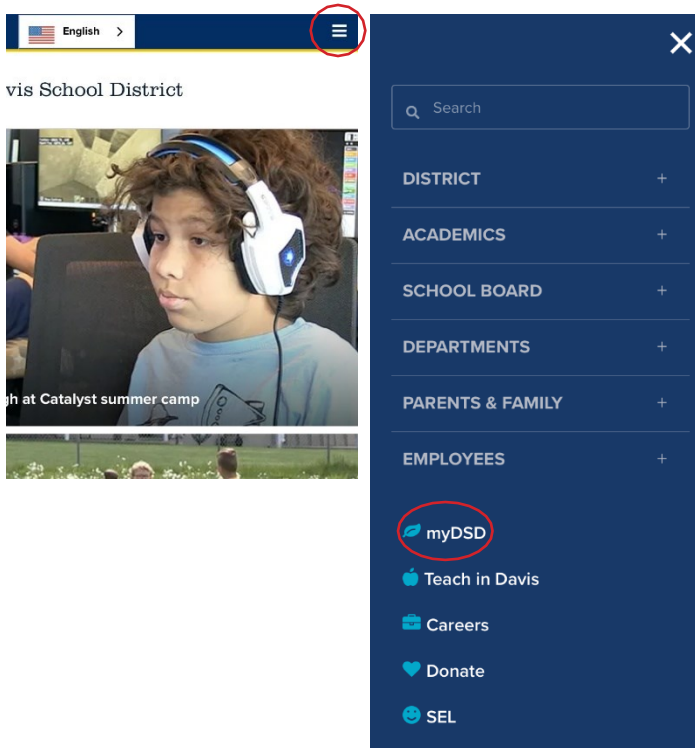 English
vis School District
gh at Catalyst summer camp
Search
DISTRICT
ACADEMICS
SCHOOL BOARD
DEPARTMENTS
PARENTS & FAMILY
EMPLOYEES
myDSD
Teach in Davis
Careers
Donate
SEL